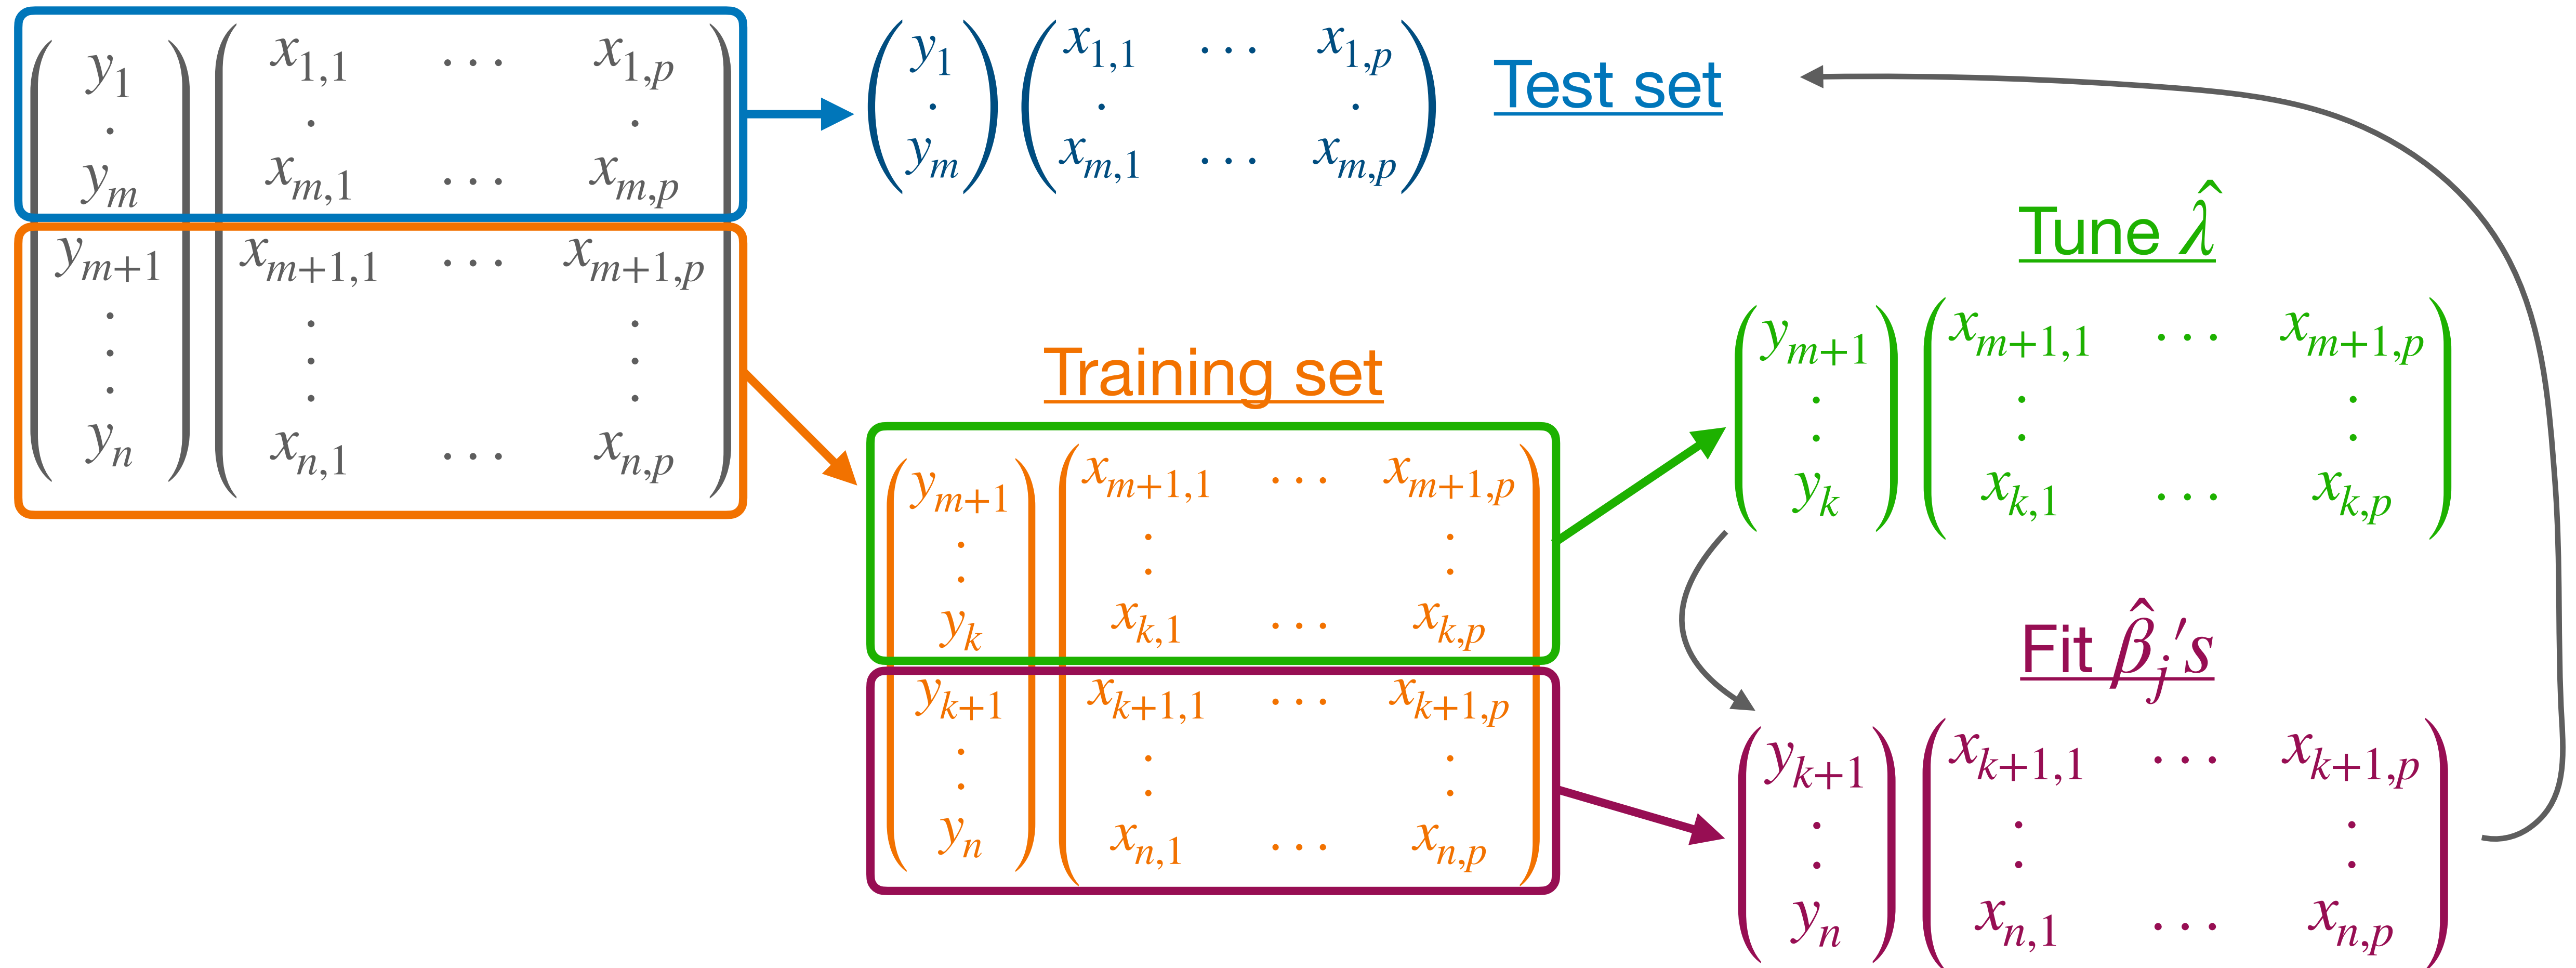 y₁ x₁,₁ … x₁,ₚ
. . .
yₘ xₘ,₁ … xₘ,ₚ
yₘ₊₁ xₘ₊₁,₁ … xₘ₊₁,ₚ
. . .
. . .
. . .
yₙ xₙ,₁ … xₙ,ₚ
y₁ x₁,₁ … x₁,ₚ
. . .
yₘ xₘ,₁ … xₘ,ₚ
Test set
Training set
yₘ₊₁ xₘ₊₁,₁ … xₘ₊₁,ₚ
. . .
. . .
yₖ xₖ,₁ … xₖ,ₚ
yₖ₊₁ xₖ₊₁,₁ … xₖ₊₁,ₚ
. . .
. . .
yₙ xₙ,₁ … xₙ,ₚ
Tune λ̂
yₘ₊₁ xₘ₊₁,₁ … xₘ₊₁,ₚ
. . .
. . .
yₖ xₖ,₁ … xₖ,ₚ
Fit β̂ⱼ's
yₖ₊₁ xₖ₊₁,₁ … xₖ₊₁,ₚ
. . .
. . .
yₙ xₙ,₁ … xₙ,ₚ